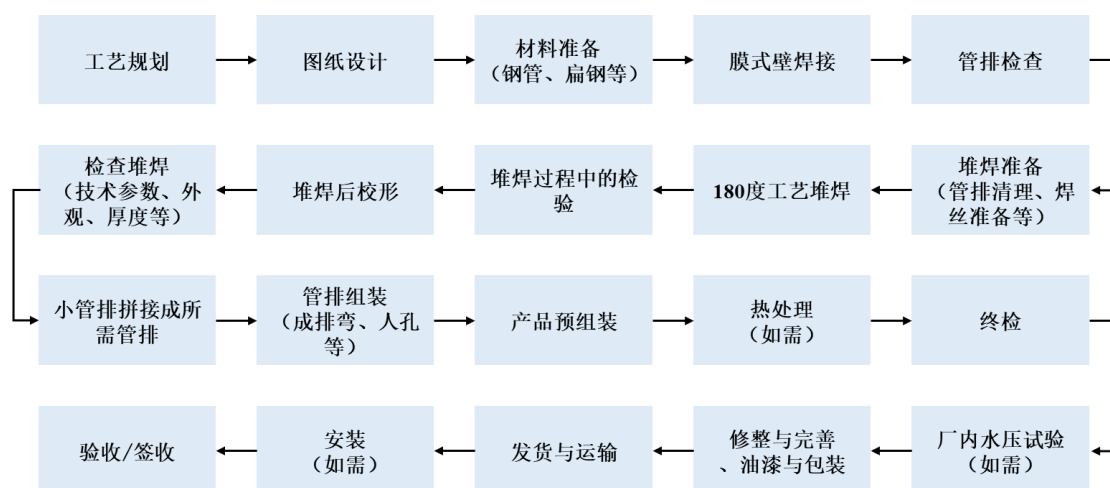 工艺规划
图纸设计
材料准备
（钢管、扁钢等）
膜式壁焊接
管排检查
检查堆焊
（技术参数、外
观、厚度等）
堆焊后校形
堆焊过程中的检
验
180度工艺堆焊
堆焊准备
（管排清理、焊
丝准备等）
小管排拼接成所
需管排
管排组装
（成排弯、人孔
等）
产品预组装
热处理
（如需）
终检
验收/签收
安装
（如需）
发货与运输
修整与完善
、油漆与包装
厂内水压试验
（如需）